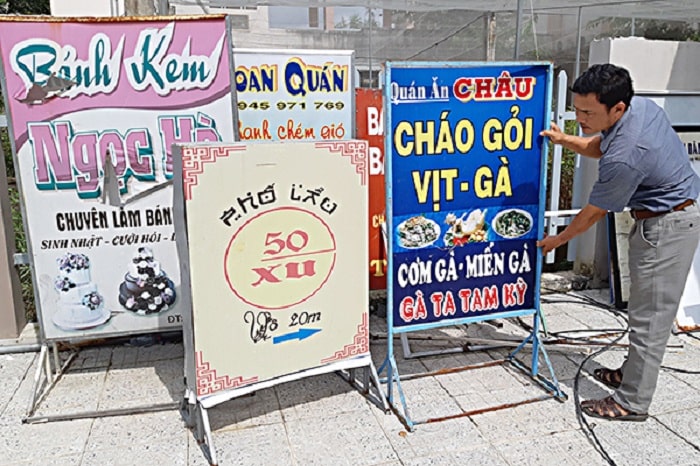 Bánh Kem
Ngọc
CHUYÊN LÀM BÁN
SINH NHẬT - CƯỚI HỎI -
ĐT:
OAN QUÁN
945 971 769
anh chém gió
PHỐ LẨU
50
XU
20m
Quán Ăn CHÂU
CHÁO GỎI
VỊT - GÀ
CƠM GÀ - MIẾN GÀ
GÀ TA TAM KỲ